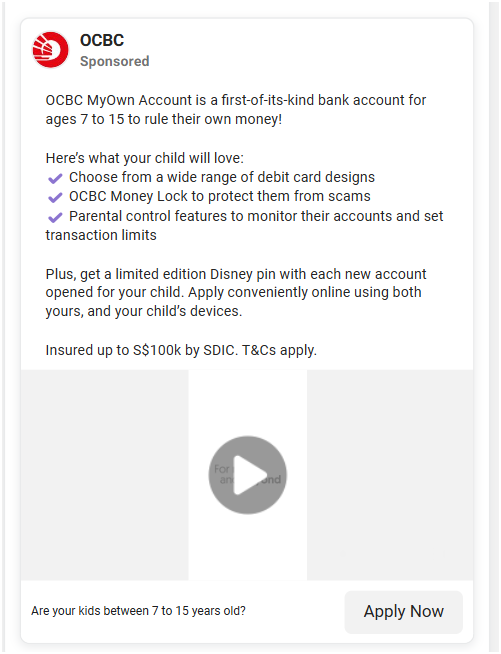 OCBC
Sponsored
OCBC MyOwn Account is a first-of-its-kind bank account for
ages 7 to 15 to rule their own money!
Here's what your child will love:
Choose from a wide range of debit card designs
OCBC Money Lock to protect them from scams
Parental control features to monitor their accounts and set
transaction limits
Plus, get a limited edition Disney pin with each new account
opened for your child. Apply conveniently online using both
yours, and your child's devices.
Insured up to S$100k by SDIC. T&Cs apply.
For
Are your kids between 7 to 15 years old?
Apply Now